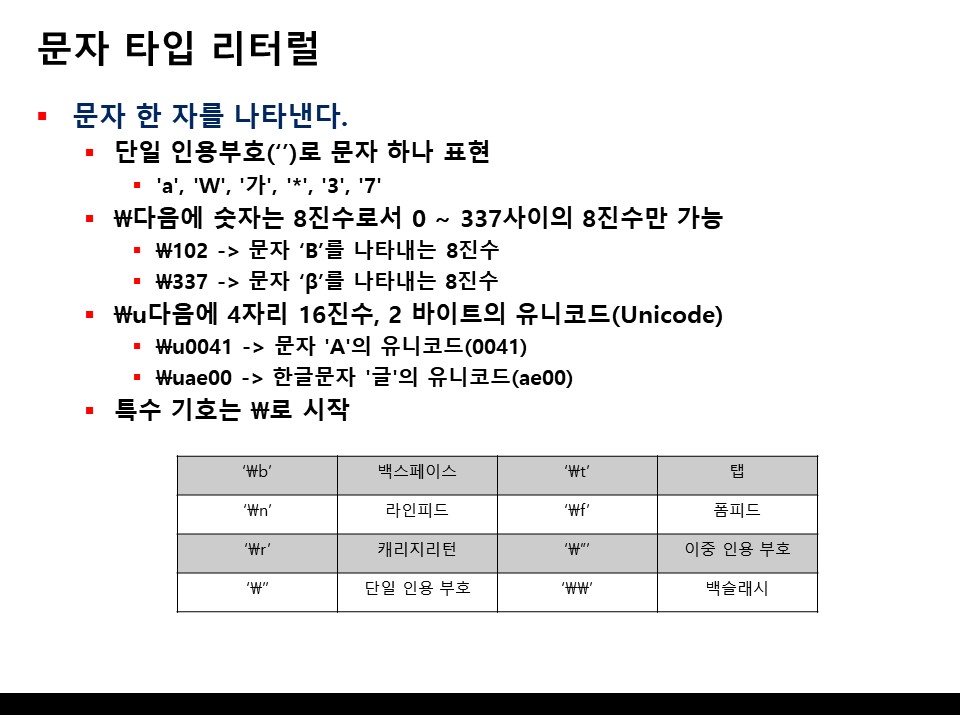 문자 타입 리터럴
▪ 문자 한 자를 나타낸다.
▪ 단일 인용부호(‘’)로 문자 하나 표현
▪ 'a', 'W', '가', '*', '3', '7'
▪ ₩다음에 숫자는 8진수로서 0 ~ 337사이의 8진수만 가능
▪ ₩102 -> 문자 ‘B’를 나타내는 8진수
▪ ₩337 -> 문자 ‘β’를 나타내는 8진수
▪ ₩u다음에 4자리 16진수, 2 바이트의 유니코드(Unicode)
▪ ₩u0041 -> 문자 'A'의 유니코드(0041)
▪ ₩uae00 -> 한글문자 '글'의 유니코드(ae00)
▪ 특수 기호는 ₩로 시작
‘₩b’ 백스페이스 ‘₩t’ 탭
‘₩n’ 라인피드 ‘₩f’ 폼피드
‘₩r’ 캐리지리턴 ‘₩”’ 이중 인용 부호
‘₩’’ 단일 인용 부호 ‘₩₩’ 백슬래시